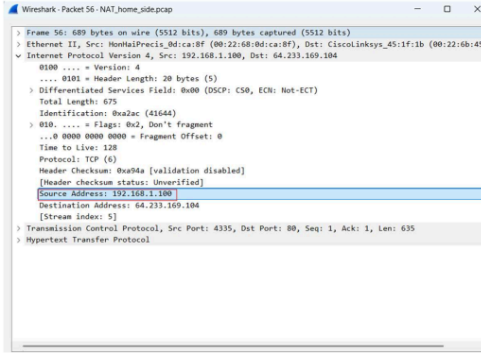 Wireshark · Packet 56 · NAT_home_side.pcap
Frame 56: 689 bytes on wire (5512 bits), 689 bytes captured (5512 bits)
Ethernet II, Src: HonHaiPrecis_0d:ca:8f (00:22:68:0d:ca:8f), Dst: CiscoLinksys_45:1f:1b (00:22:6b:45
Internet Protocol Version 4, Src: 192.168.1.100, Dst: 64.233.169.104
0100 .... = Version: 4
.... 0101 = Header Length: 20 bytes (5)
Differentiated Services Field: 0x00 (DSCP: CS0, ECN: Not-ECT)
Total Length: 675
Identification: 0xa2ac (41644)
010. .... = Flags: 0x2, Don't fragment
...0 0000 0000 0000 = Fragment Offset: 0
Time to Live: 128
Protocol: TCP (6)
Header Checksum: 0xa94a [validation disabled]
[Header checksum status: Unverified]
Source Address: 192.168.1.100
Destination Address: 64.233.169.104
[Stream index: 5]
Transmission Control Protocol, Src Port: 4335, Dst Port: 80, Seq: 1, Ack: 1, Len: 635
Hypertext Transfer Protocol